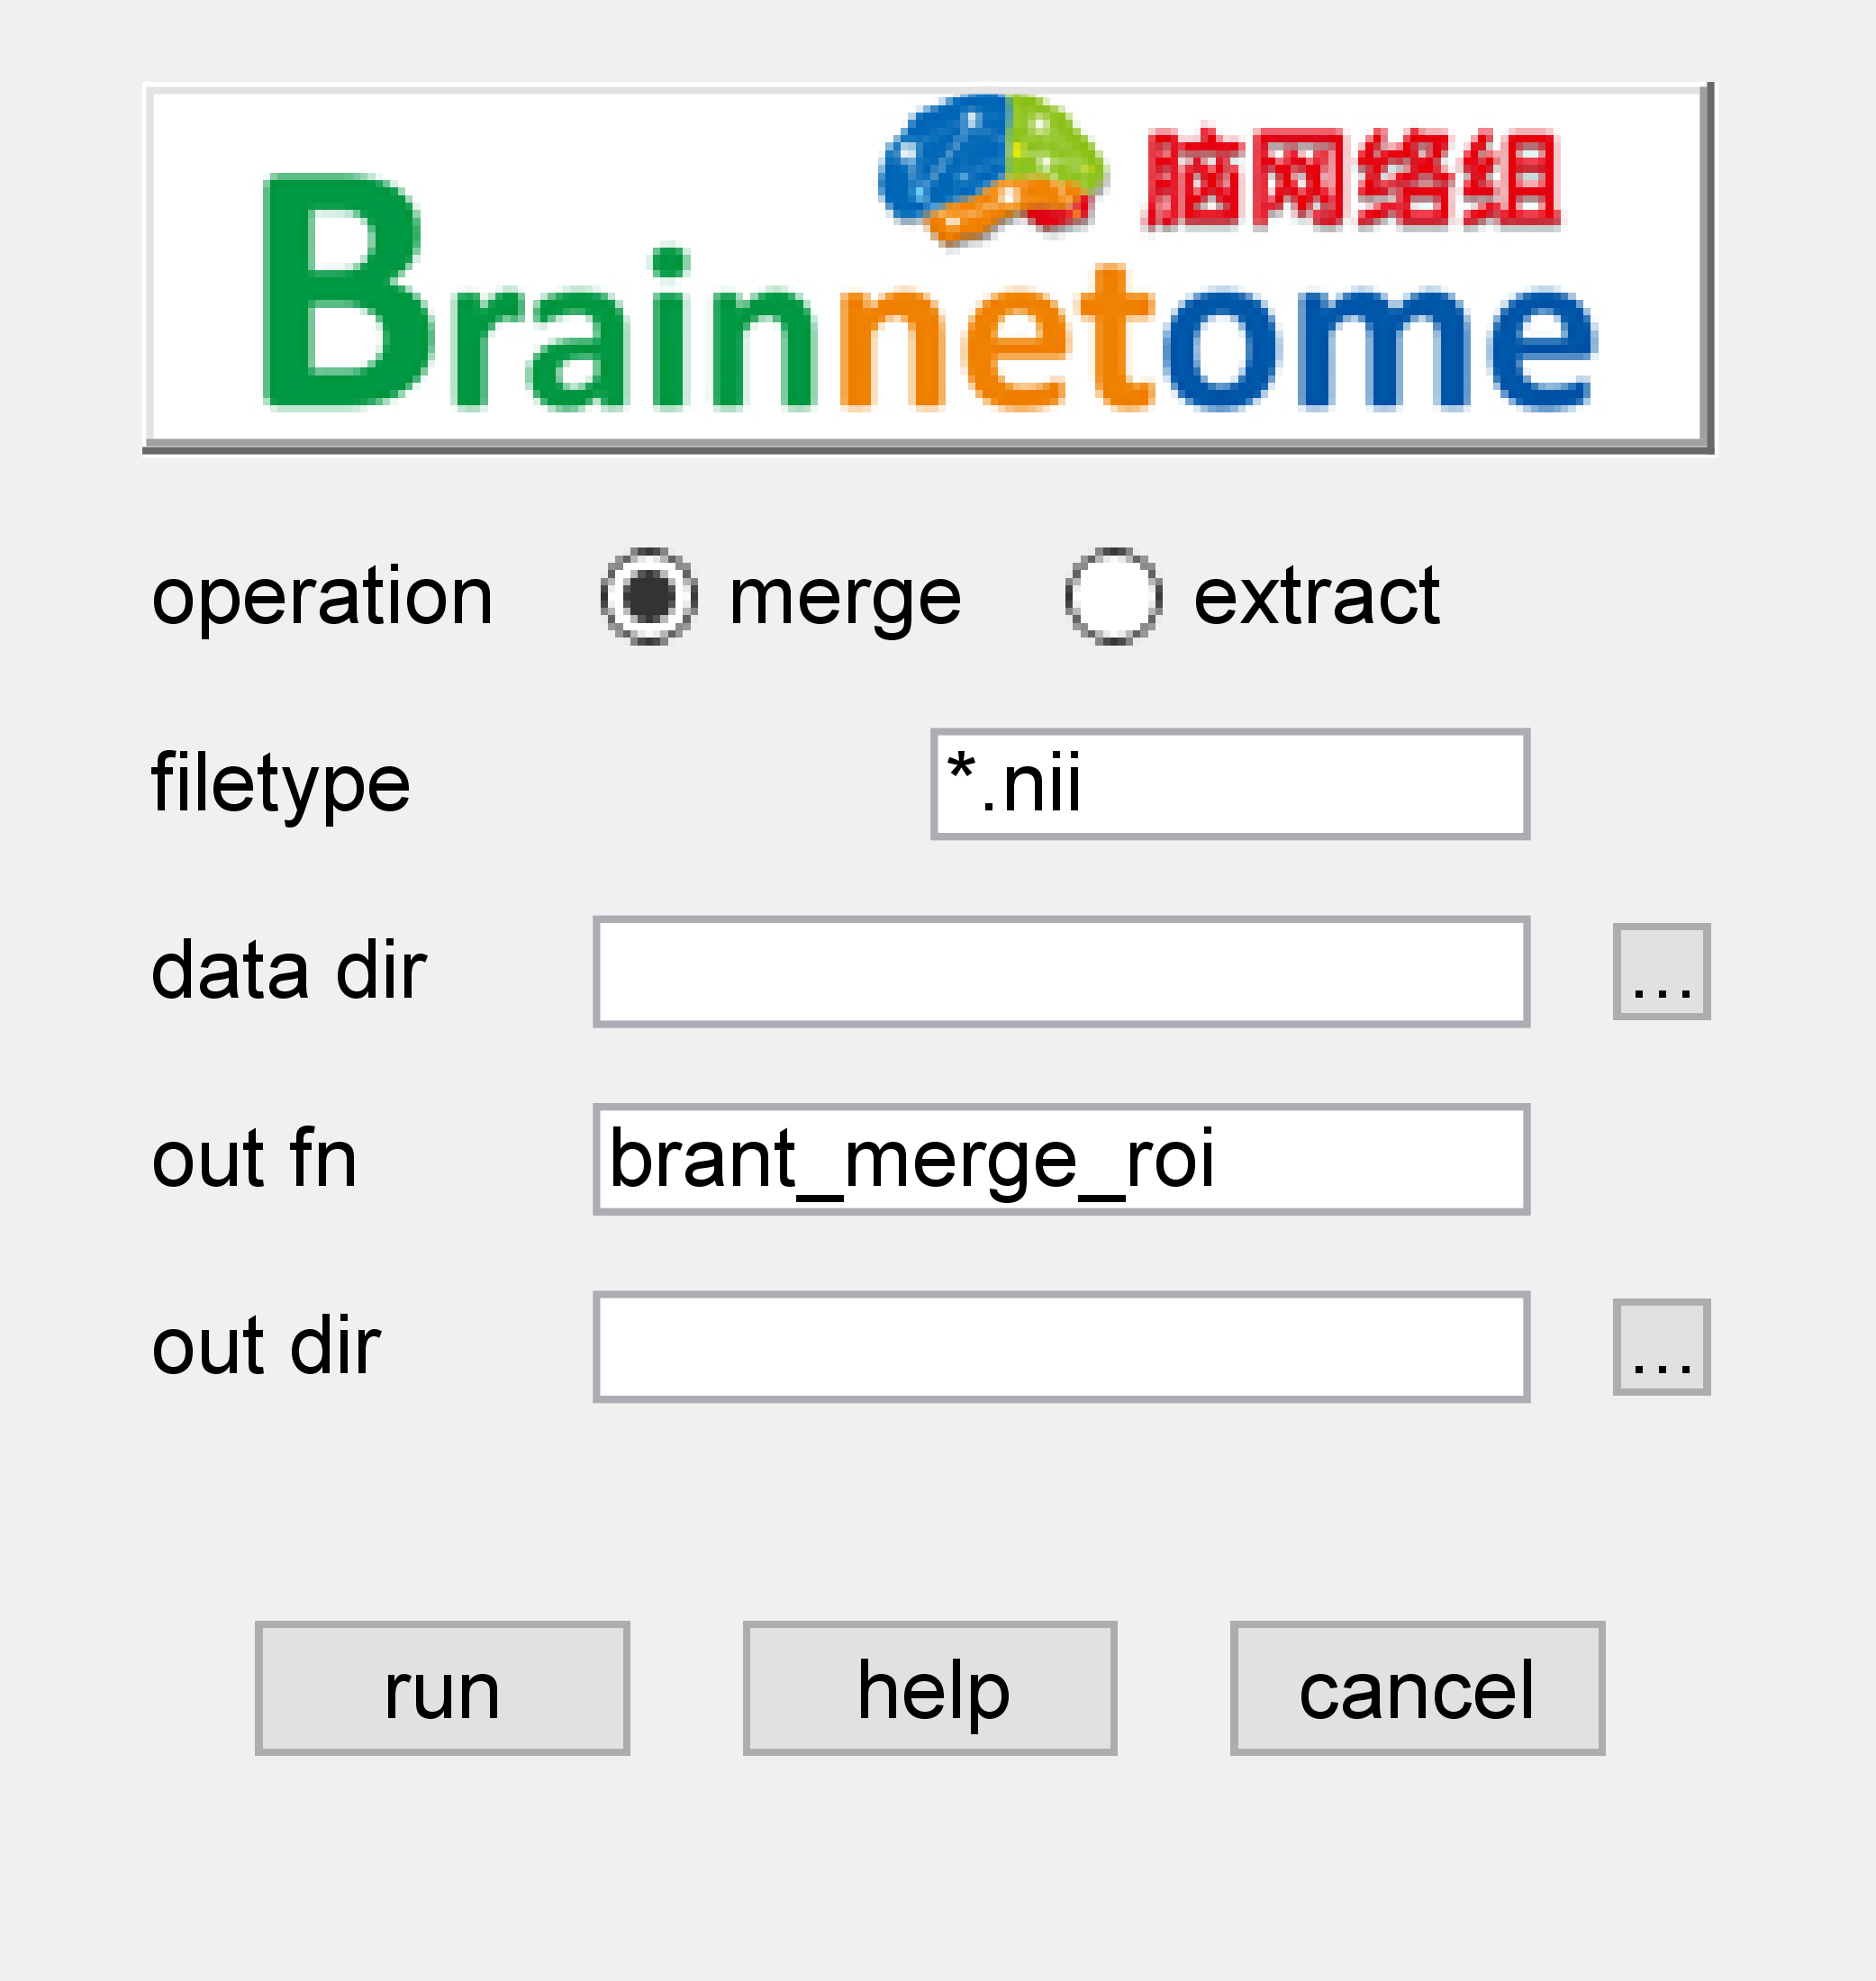 脑网络组
Brainnetome
operation merge extract
filetype *.nii
data dir ...
out fn brant_merge_roi
out dir ...
run help cancel